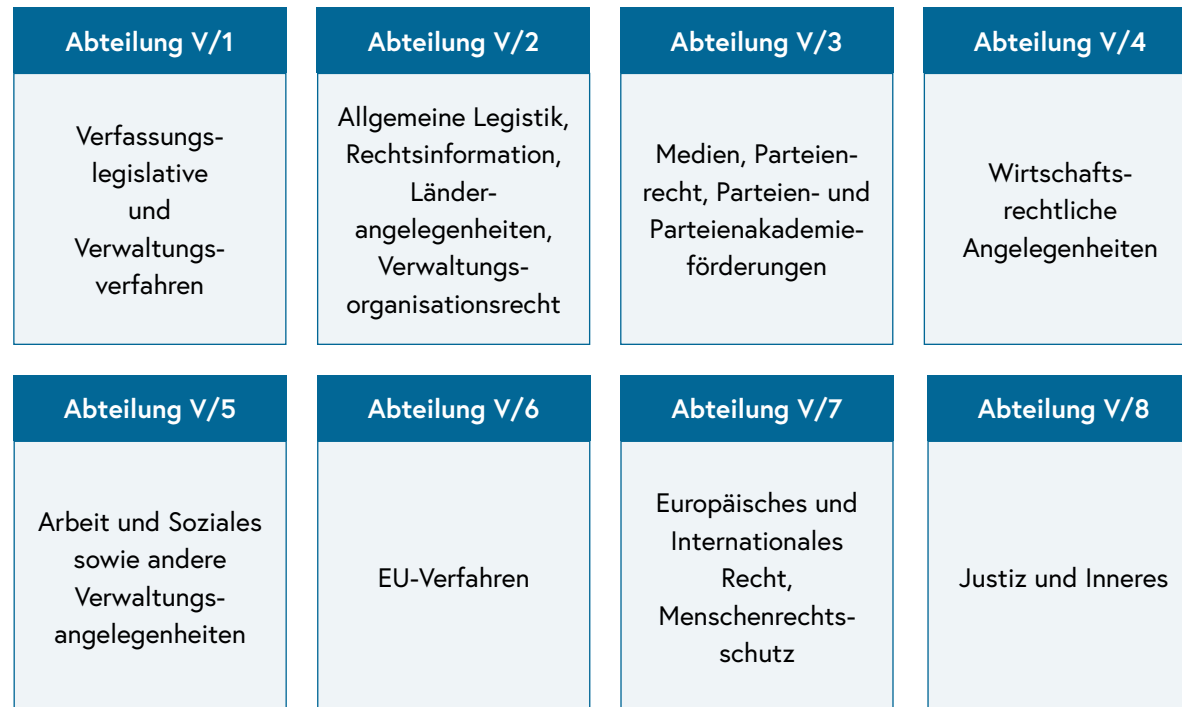 Abteilung V/1
Verfassungs-
legislative
und
Verwaltungs-
verfahren
Abteilung V/2
Allgemeine Legistik,
Rechtsinformation,
Länder-
angelegenheiten,
Verwaltungs-
organisationsrecht
Abteilung V/3
Medien, Parteien-
recht, Parteien- und
Parteienakademie-
förderungen
Abteilung V/4
Wirtschafts-
rechtliche
Angelegenheiten
Abteilung V/5
Arbeit und Soziales
sowie andere
Verwaltungs-
angelegenheiten
Abteilung V/6
EU-Verfahren
Abteilung V/7
Europäisches und
Internationales
Recht,
Menschenrechts-
schutz
Abteilung V/8
Justiz und Inneres